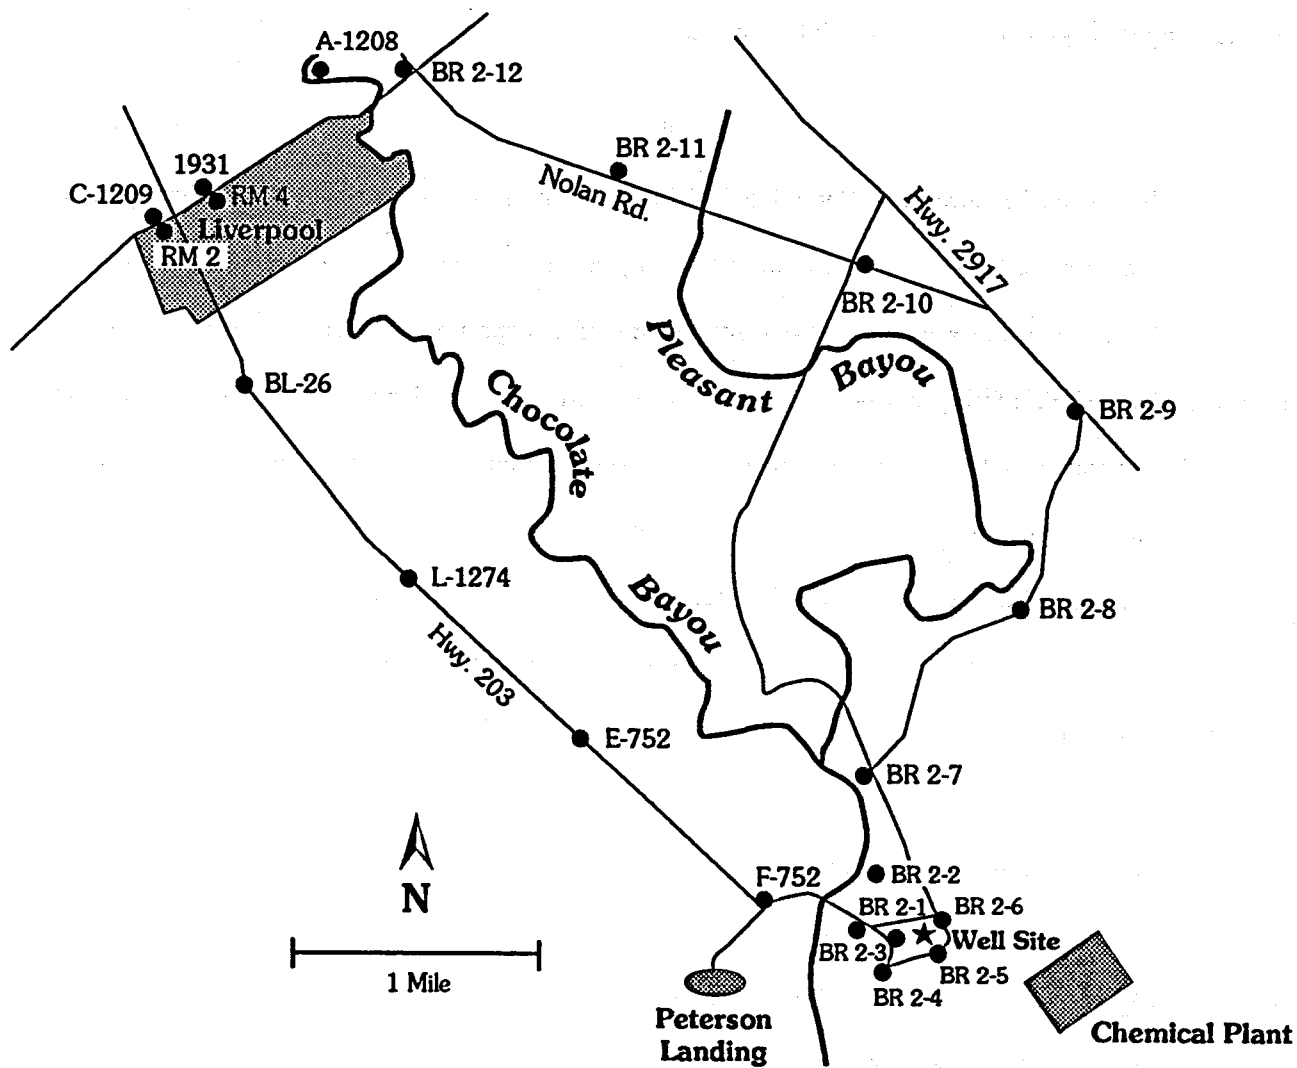 A-1208
BR 2-12
BR 2-11
1931
Nolan Rd.
C-1209
RM 4
Hwy. 2917
Liverpool
RM 2
BR 2-10
Pleasant Bayou
BL-26
BR 2-9
Chocolate Bayou
L-1274
BR 2-8
Hwy. 203
E-752
BR 2-7
F-752
BR 2-2
N
BR 2-1
BR 2-6
BR 2-3
Well Site
1 Mile
BR 2-5
BR 2-4
Peterson
Landing
Chemical Plant